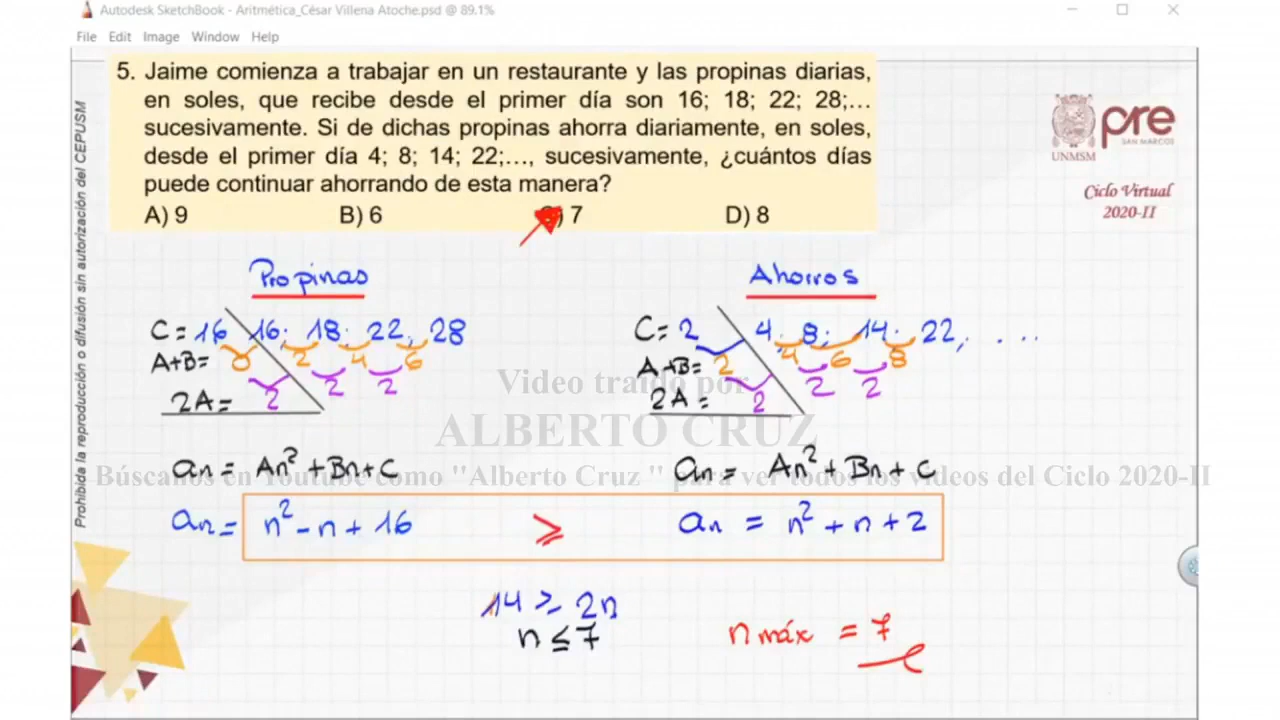 Autodesk SketchBook - Aritmética_César Villena Atoche.psd @ 89.1%
File Edit Image Window Help
5. Jaime comienza a trabajar en un restaurante y las propinas diarias,
en soles, que recibe desde el primer día son 16; 18; 22; 28;...
sucesivamente. Si de dichas propinas ahorra diariamente, en soles,
desde el primer día 4; 8; 14; 22;..., sucesivamente, ¿cuántos días
puede continuar ahorrando de esta manera?
A) 9 B) 6 7 D) 8
pre
SAN MARCOS
UNMSM
Ciclo Virtual
2020-II
Prohibida la reproducción o difusión sin autorización del CEPUSM
Propinas Ahorros
C = 16 16; 18; 22, 28 C = 2 4; 8; 14; 22, ....
A+B = 0 2 4 6 A+B = 2 4 6 8
2A = 2 2 2 2A = 2 2 2
Video traído por
ALBERTO CRUZ
an = An² + Bn + C an = An² + Bn + C
Búscanos en Youtube como "Alberto Cruz " para ver todos los videos del Ciclo 2020-II
an = n² - n + 16 ≥ an = n² + n + 2
14 ≥ 2n
n ≤ 7 n máx = 7